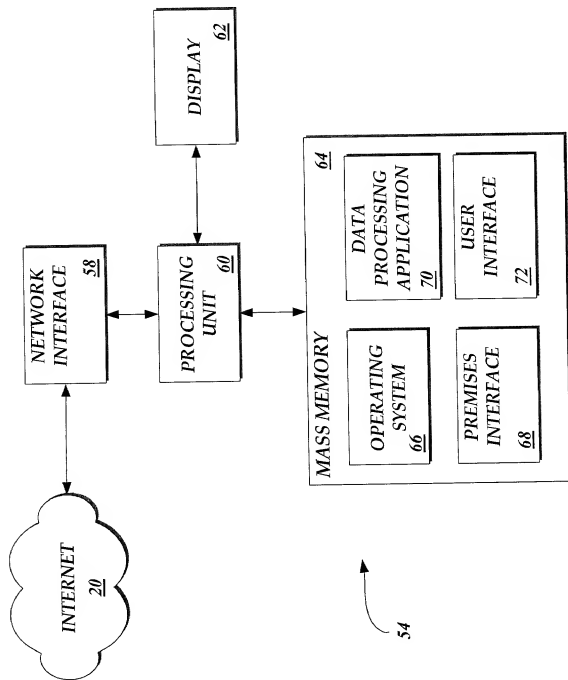 INTERNET
20
NETWORK
INTERFACE
58
PROCESSING
UNIT
60
DISPLAY
62
MASS MEMORY
64
OPERATING
SYSTEM
66
DATA
PROCESSING
APPLICATION
70
PREMISES
INTERFACE
68
USER
INTERFACE
72
54